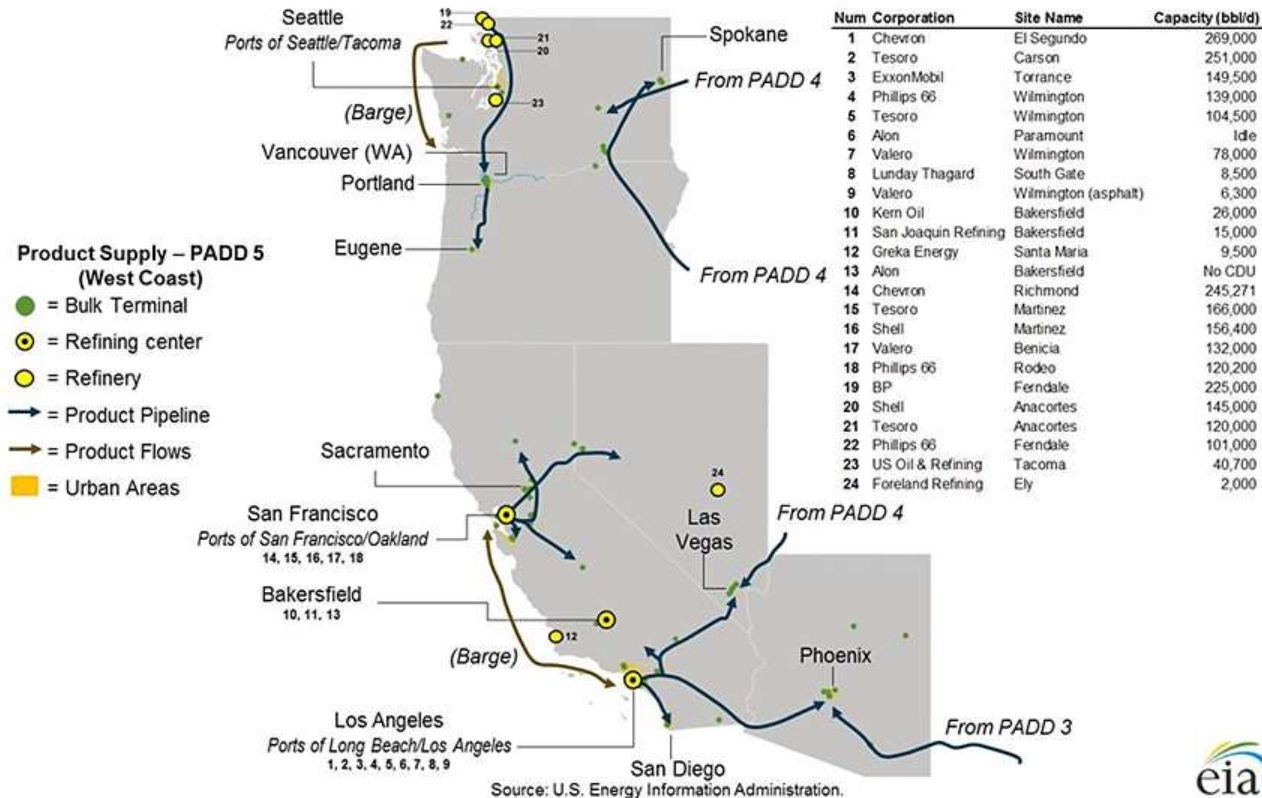 Seattle
Ports of Seattle/Tacoma
19
22
21
20
23
Spokane
From PADD 4
(Barge)
Vancouver (WA)
Portland
Eugene
From PADD 4
Product Supply – PADD 5
(West Coast)
= Bulk Terminal
= Refining center
= Refinery
= Product Pipeline
= Product Flows
= Urban Areas
Sacramento
San Francisco
Ports of San Francisco/Oakland
14, 15, 16, 17, 18
Bakersfield
10, 11, 13
12
(Barge)
24
Las
Vegas
From PADD 4
Phoenix
From PADD 3
Los Angeles
Ports of Long Beach/Los Angeles
1, 2, 3, 4, 5, 6, 7, 8, 9
San Diego
Num Corporation Site Name Capacity (bbl/d)
1 Chevron El Segundo 269,000
2 Tesoro Carson 251,000
3 ExxonMobil Torrance 149,500
4 Phillips 66 Wilmington 139,000
5 Tesoro Wilmington 104,500
6 Alon Paramount Idle
7 Valero Wilmington 78,000
8 Lunday Thagard South Gate 8,500
9 Valero Wilmington (asphalt) 6,300
10 Kern Oil Bakersfield 26,000
11 San Joaquin Refining Bakersfield 15,000
12 Greka Energy Santa Maria 9,500
13 Alon Bakersfield No CDU
14 Chevron Richmond 245,271
15 Tesoro Martinez 166,000
16 Shell Martinez 156,400
17 Valero Benicia 132,000
18 Phillips 66 Rodeo 120,200
19 BP Ferndale 225,000
20 Shell Anacortes 145,000
21 Tesoro Anacortes 120,000
22 Phillips 66 Ferndale 101,000
23 US Oil & Refining Tacoma 40,700
24 Foreland Refining Ely 2,000
Source: U.S. Energy Information Administration.
eia